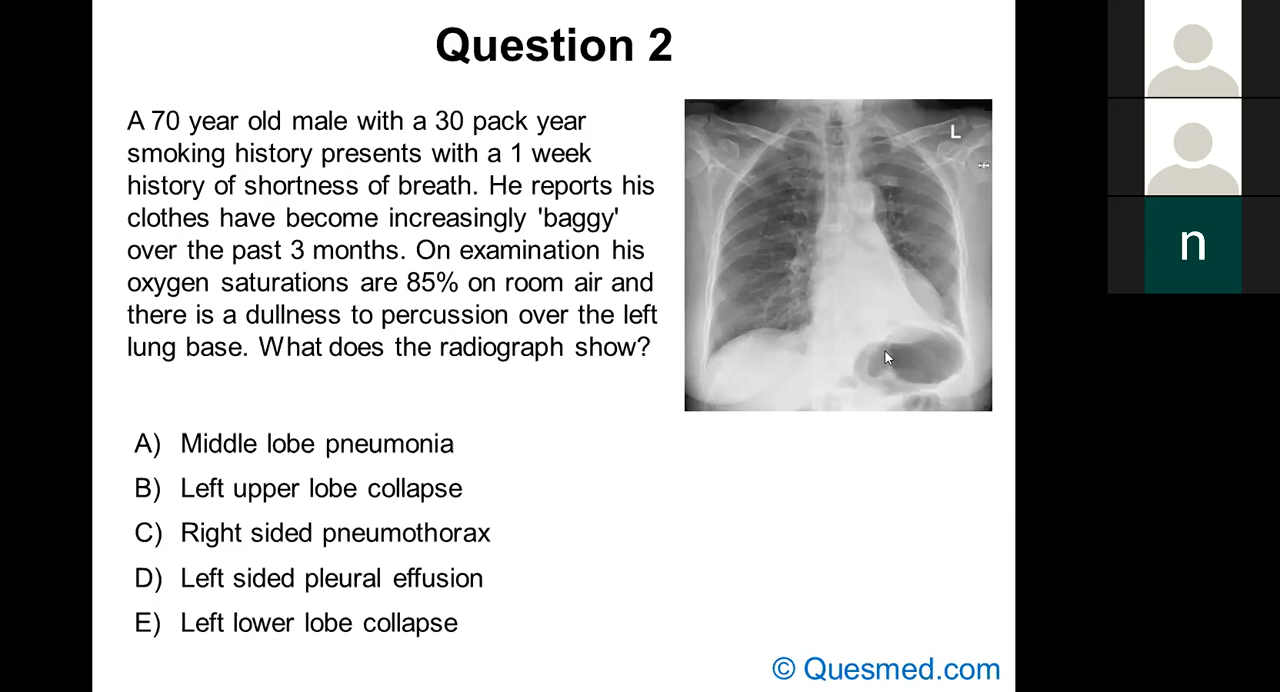 Question 2
A 70 year old male with a 30 pack year
smoking history presents with a 1 week
history of shortness of breath. He reports his
clothes have become increasingly 'baggy'
over the past 3 months. On examination his
oxygen saturations are 85% on room air and
there is a dullness to percussion over the left
lung base. What does the radiograph show?
L
A) Middle lobe pneumonia
B) Left upper lobe collapse
C) Right sided pneumothorax
D) Left sided pleural effusion
E) Left lower lobe collapse
© Quesmed.com
n